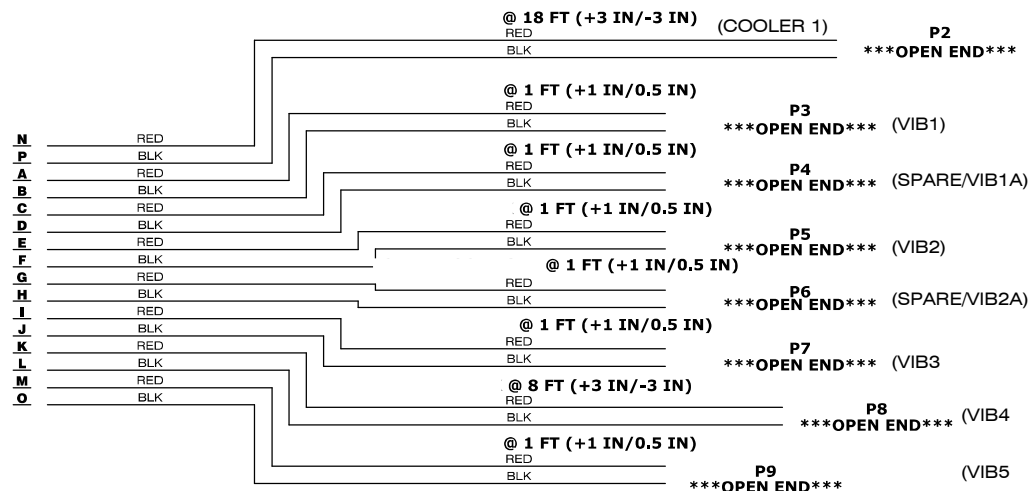 @ 18 FT (+3 IN/-3 IN) (COOLER 1)
RED
P2
BLK
***OPEN END***
@ 1 FT (+1 IN/0.5 IN)
RED
P3
BLK
***OPEN END*** (VIB1)
N RED
@ 1 FT (+1 IN/0.5 IN)
P BLK
RED
P4
A RED
BLK
***OPEN END*** (SPARE/VIB1A)
B BLK
C RED
@ 1 FT (+1 IN/0.5 IN)
D BLK
RED
P5
E RED
BLK
***OPEN END*** (VIB2)
F BLK
@ 1 FT (+1 IN/0.5 IN)
G RED
RED
P6
H BLK
BLK
***OPEN END*** (SPARE/VIB2A)
I RED
@ 1 FT (+1 IN/0.5 IN)
J BLK
RED
P7
K RED
BLK
***OPEN END*** (VIB3
L BLK
M RED
@ 8 FT (+3 IN/-3 IN)
O BLK
RED
P8
BLK
***OPEN END*** (VIB4
@ 1 FT (+1 IN/0.5 IN)
RED
P9
(VIB5
BLK
***OPEN END***